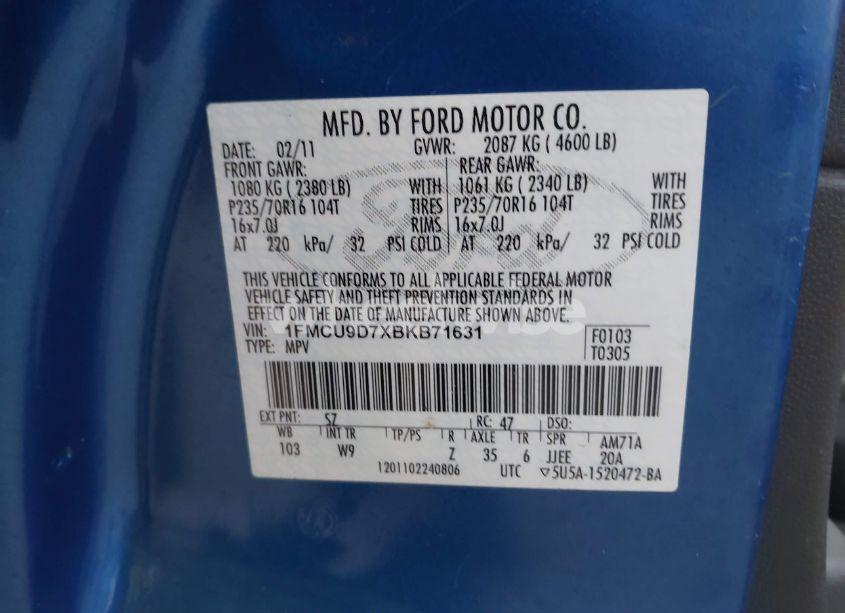 MFD. BY FORD MOTOR CO.
DATE: 02/11 GVWR: 2087 KG ( 4600 LB)
FRONT GAWR: REAR GAWR:
1080 KG ( 2380 LB) WITH 1061 KG ( 2340 LB) WITH
P235/70R16 104T TIRES P235/70R16 104T TIRES
16x7.0J RIMS 16x7.0J RIMS
AT 220 kPa/ 32 PSI COLD AT 220 kPa/ 32 PSI COLD
THIS VEHICLE CONFORMS TO ALL APPLICABLE FEDERAL MOTOR
VEHICLE SAFETY AND THEFT PREVENTION STANDARDS IN
EFFECT ON THE DATE OF MANUFACTURE SHOWN ABOVE.
VIN: 1FMCU9D7XBKB71631 F0103
TYPE: MPV T0305
EXT PNT: SZ RC: 47 DSO:
WB INT TR TP/PS R AXLE TR SPR AM71A
103 W9 Z 35 6 JJEE 20A
1201102240806 UTC ▽5U5A-1520472-BA